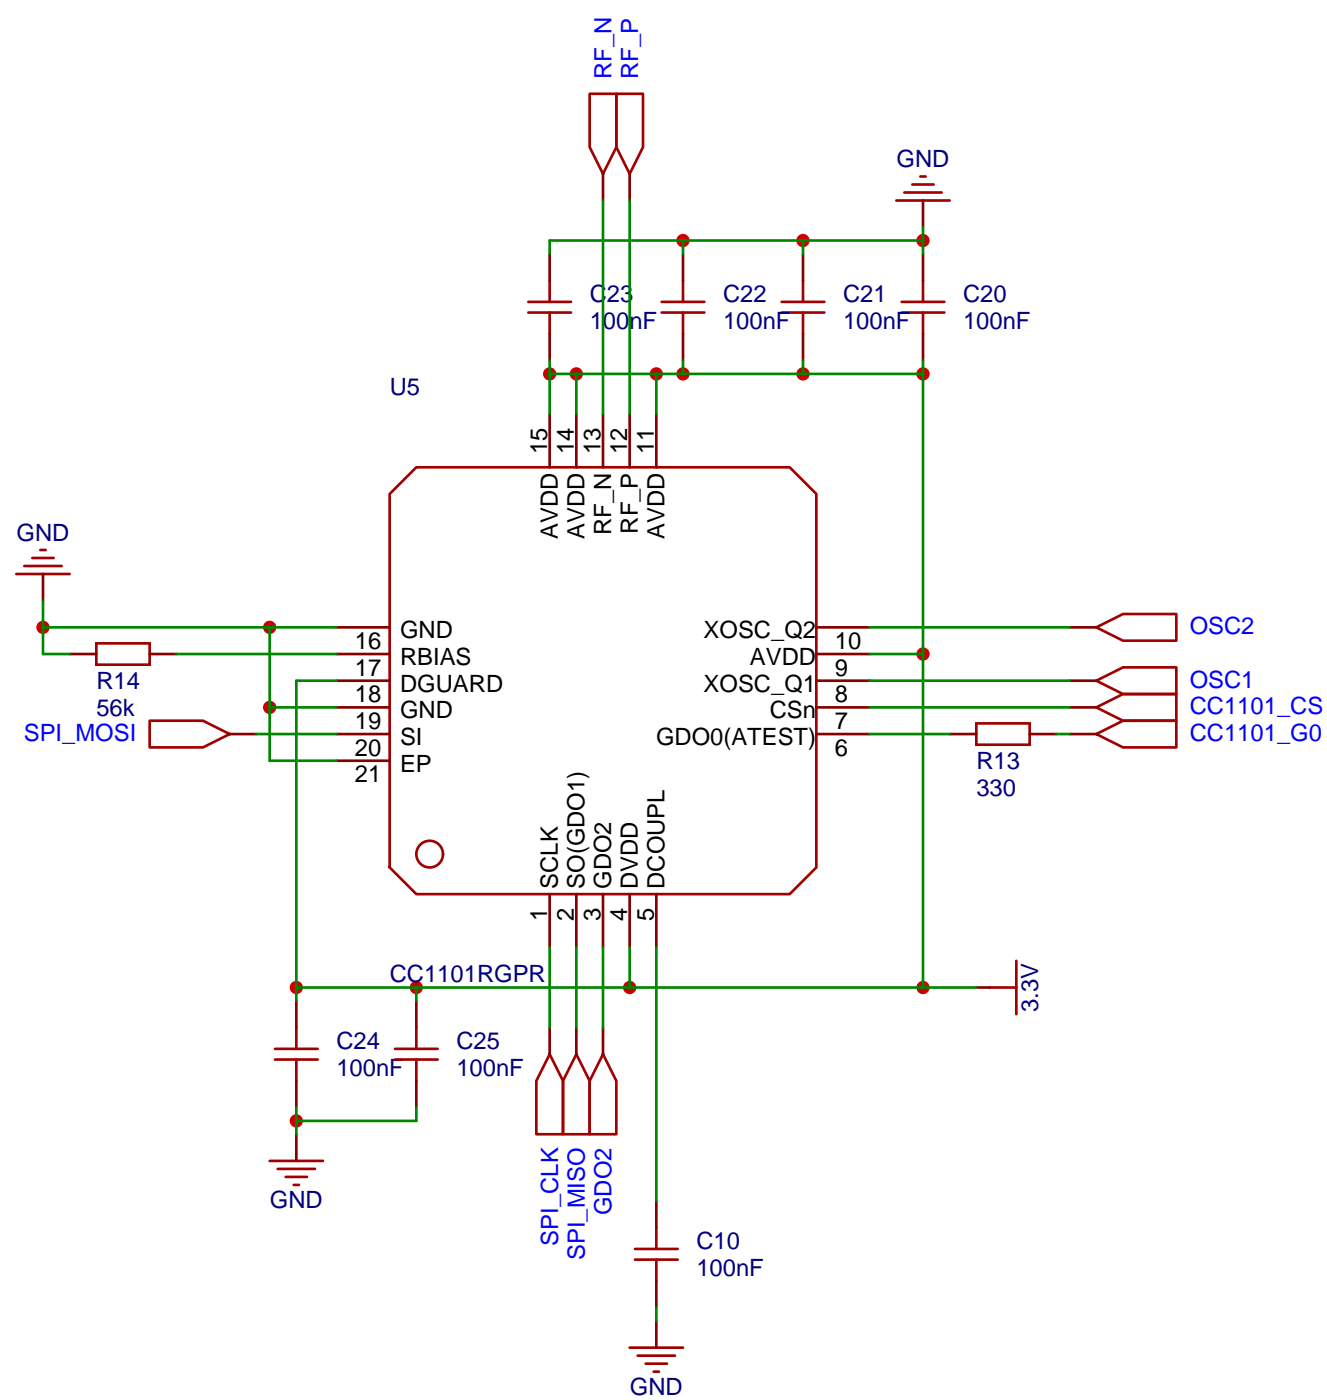 RF_N
RF_P
GND
C23
100nF
C22
100nF
C21
100nF
C20
100nF
U5
15
14
13
12
11
AVDD
AVDD
RF_N
RF_P
AVDD
GND
16
GND
17
RBIAS
18
DGUARD
19
GND
20
SI
21
EP
R14
56k
SPI_MOSI
XOSC_Q2
10
AVDD
9
XOSC_Q1
8
CSn
7
GDO0(ATEST)
6
OSC2
OSC1
CC1101_CS
CC1101_G0
R13
330
SCLK
SO(GDO1)
GDO2
DVDD
DCOUPL
1
2
3
4
5
CC1101RGPR
3.3V
C24
100nF
C25
100nF
GND
SPI_CLK
SPI_MISO
GDO2
C10
100nF
GND